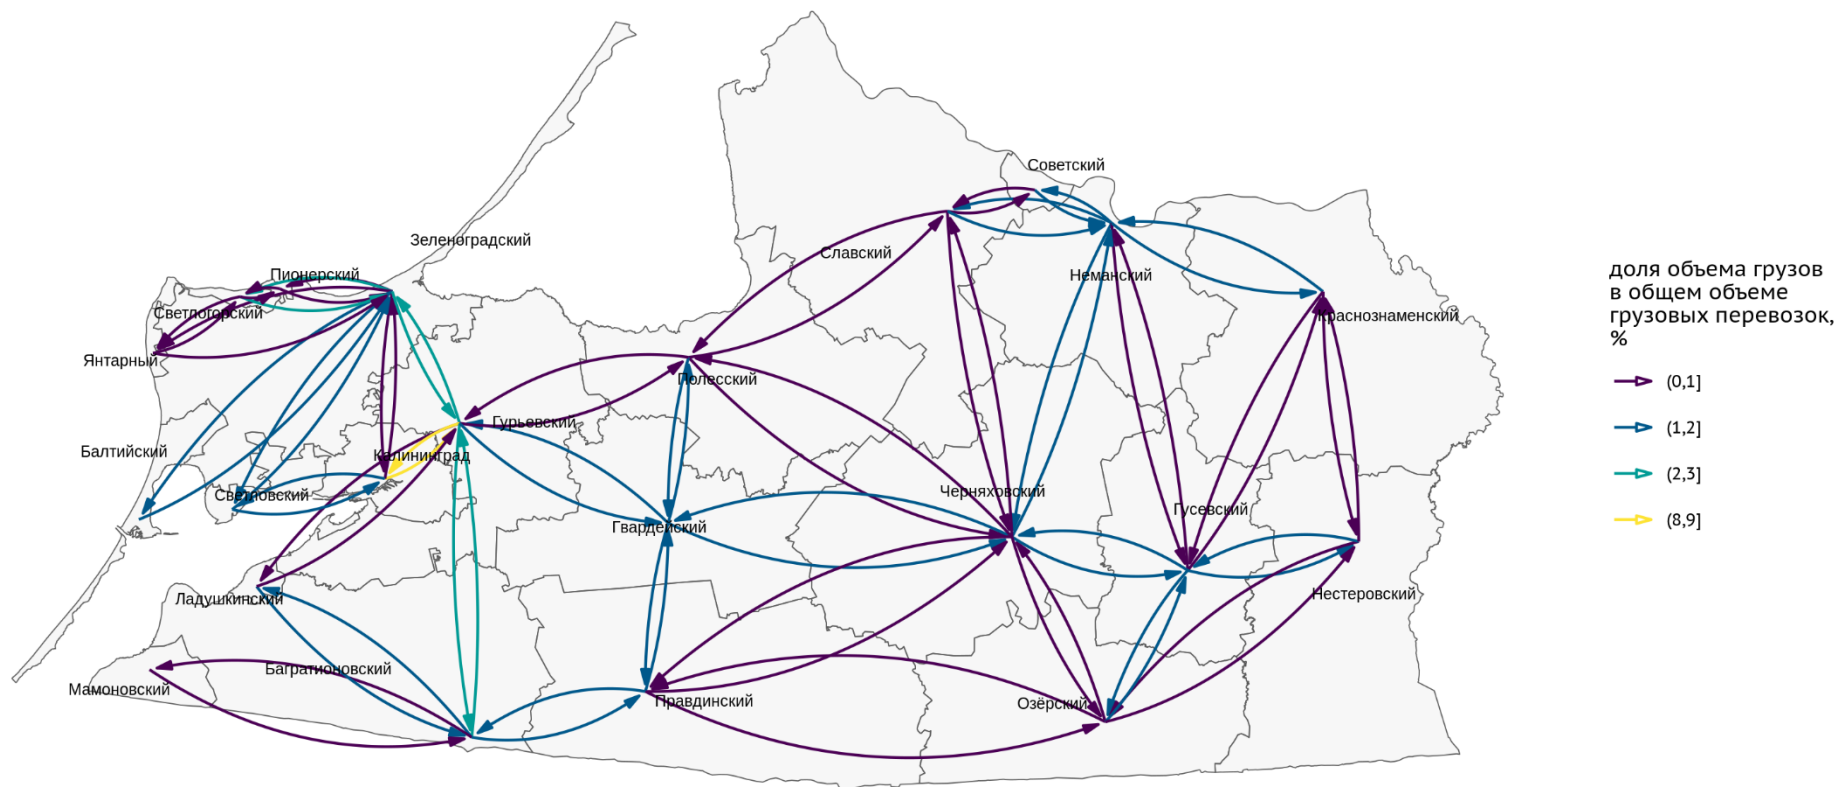 Советский
Зеленоградский
Славский
Пионерский
Неманский
Светлогорский
Краснознаменский
Янтарный
Полесский
Гурьевский
Балтийский
Калининград
Светловский
Черняховский
Гусевский
Гвардейский
Ладушкинский
Нестеровский
Багратионовский
Мамоновский
Правдинский
Озёрский
доля объема грузов
в общем объеме
грузовых перевозок,
%
(0,1]
(1,2]
(2,3]
(8,9]